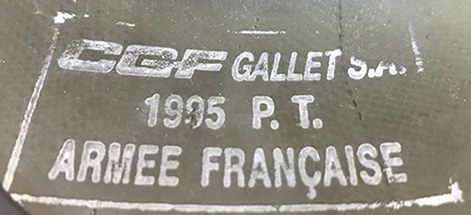 CGF GALLET S.A.
1995 P. T.
ARMEE FRANÇAISE